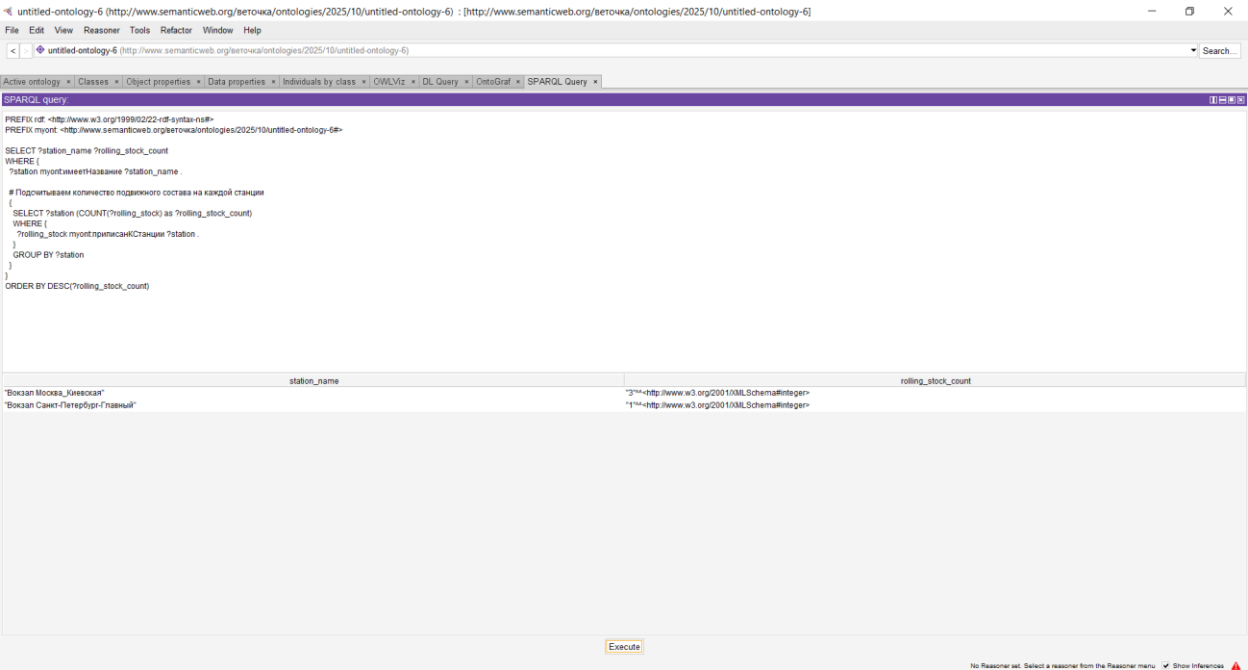 untitled-ontology-6 (http://www.semanticweb.org/веточка/ontologies/2025/10/untitled-ontology-6) : [http://www.semanticweb.org/веточка/ontologies/2025/10/untitled-ontology-6]
File Edit View Reasoner Tools Refactor Window Help
< > untitled-ontology-6 (http://www.semanticweb.org/веточка/ontologies/2025/10/untitled-ontology-6) Search...
Active ontology × Classes × Object properties × Data properties × Individuals by class × OWLViz × DL Query × OntoGraf × SPARQL Query ×
SPARQL query:
PREFIX rdf: <http://www.w3.org/1999/02/22-rdf-syntax-ns#>
PREFIX myont: <http://www.semanticweb.org/веточка/ontologies/2025/10/untitled-ontology-6#>
SELECT ?station_name ?rolling_stock_count
WHERE {
?station myont:имеетНазвание ?station_name .
# Подсчитываем количество подвижного состава на каждой станции
{
SELECT ?station (COUNT(?rolling_stock) as ?rolling_stock_count)
WHERE {
?rolling_stock myont:приписанКСтанции ?station .
}
GROUP BY ?station
}
}
ORDER BY DESC(?rolling_stock_count)
station_name rolling_stock_count
"Вокзал Москва_Киевская" "3"^^<http://www.w3.org/2001/XMLSchema#integer>
"Вокзал Санкт-Петербург-Главный" "1"^^<http://www.w3.org/2001/XMLSchema#integer>
Execute
No Reasoner set. Select a reasoner from the Reasoner menu ✔ Show Inferences